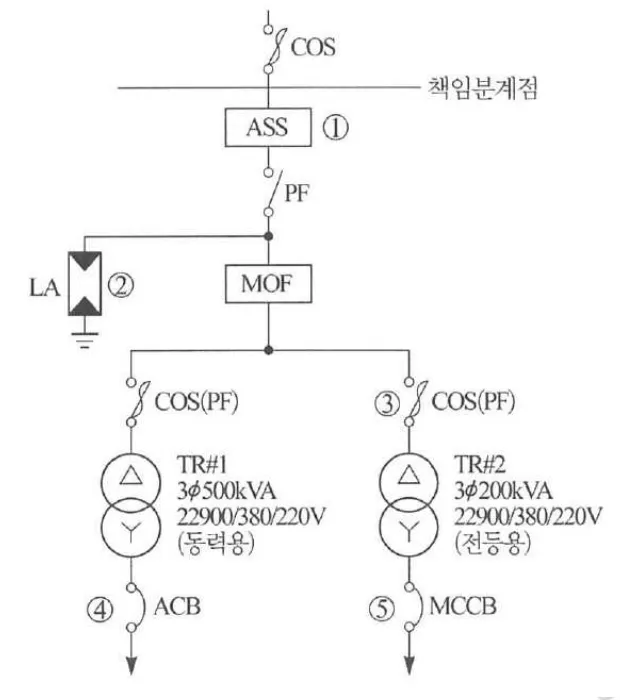 COS
책임분계점
ASS ①
PF
LA ②
MOF
COS(PF)
③ COS(PF)
TR#1
3φ500kVA
22900/380/220V
(동력용)
TR#2
3φ200kVA
22900/380/220V
(전등용)
④ ACB
⑤ MCCB